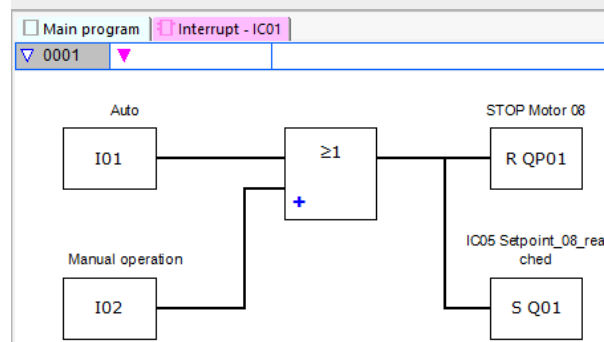 Main program
Interrupt - IC01
0001
Auto
STOP Motor 08
I01
≥1
R QP01
+
IC05 Setpoint_08_rea
ched
Manual operation
I02
S Q01